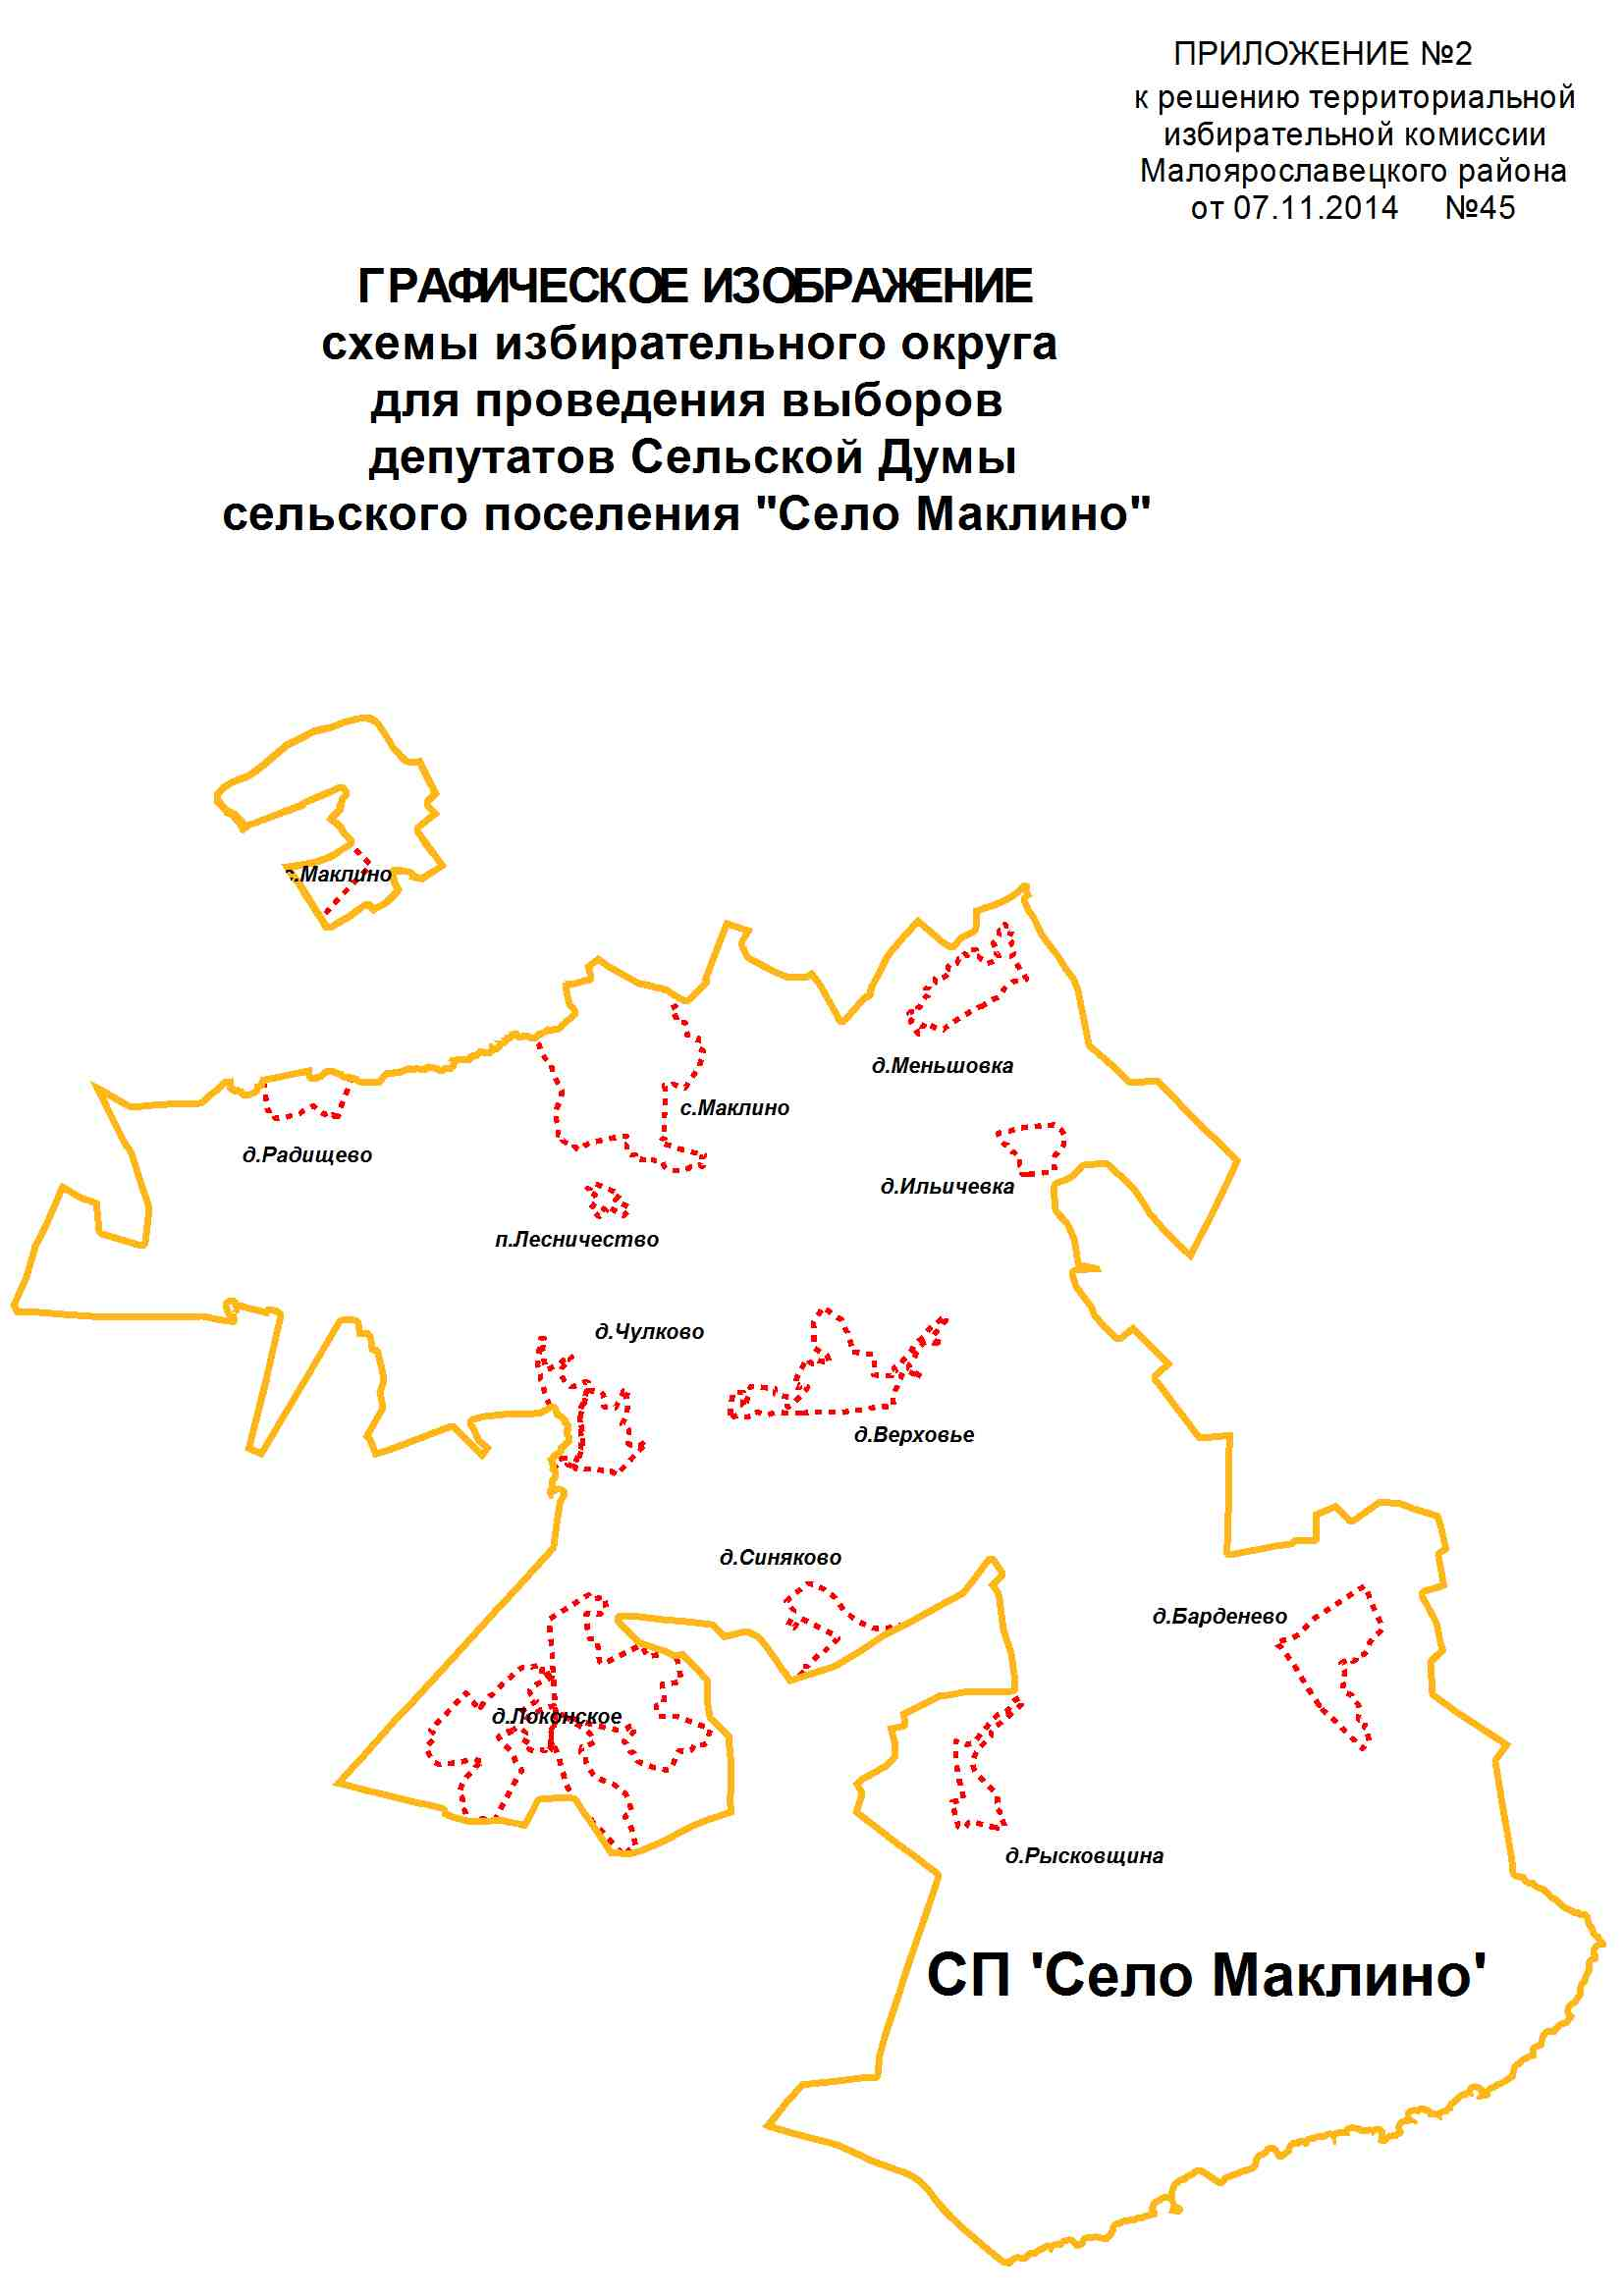 ПРИЛОЖЕНИЕ №2
к решению территориальной
избирательной комиссии
Малоярославецкого района
от 07.11.2014 №45
ГРАФИЧЕСКОЕ ИЗОБРАЖЕНИЕ
схемы избирательного округа
для проведения выборов
депутатов Сельской Думы
сельского поселения "Село Маклино"
с.Маклино
д.Меньшовка
с.Маклино
д.Радищево
д.Ильичевка
п.Лесничество
д.Чулково
д.Верховье
д.Синяково
д.Барденево
д.Локонское
д.Рысковщина
СП 'Село Маклино'